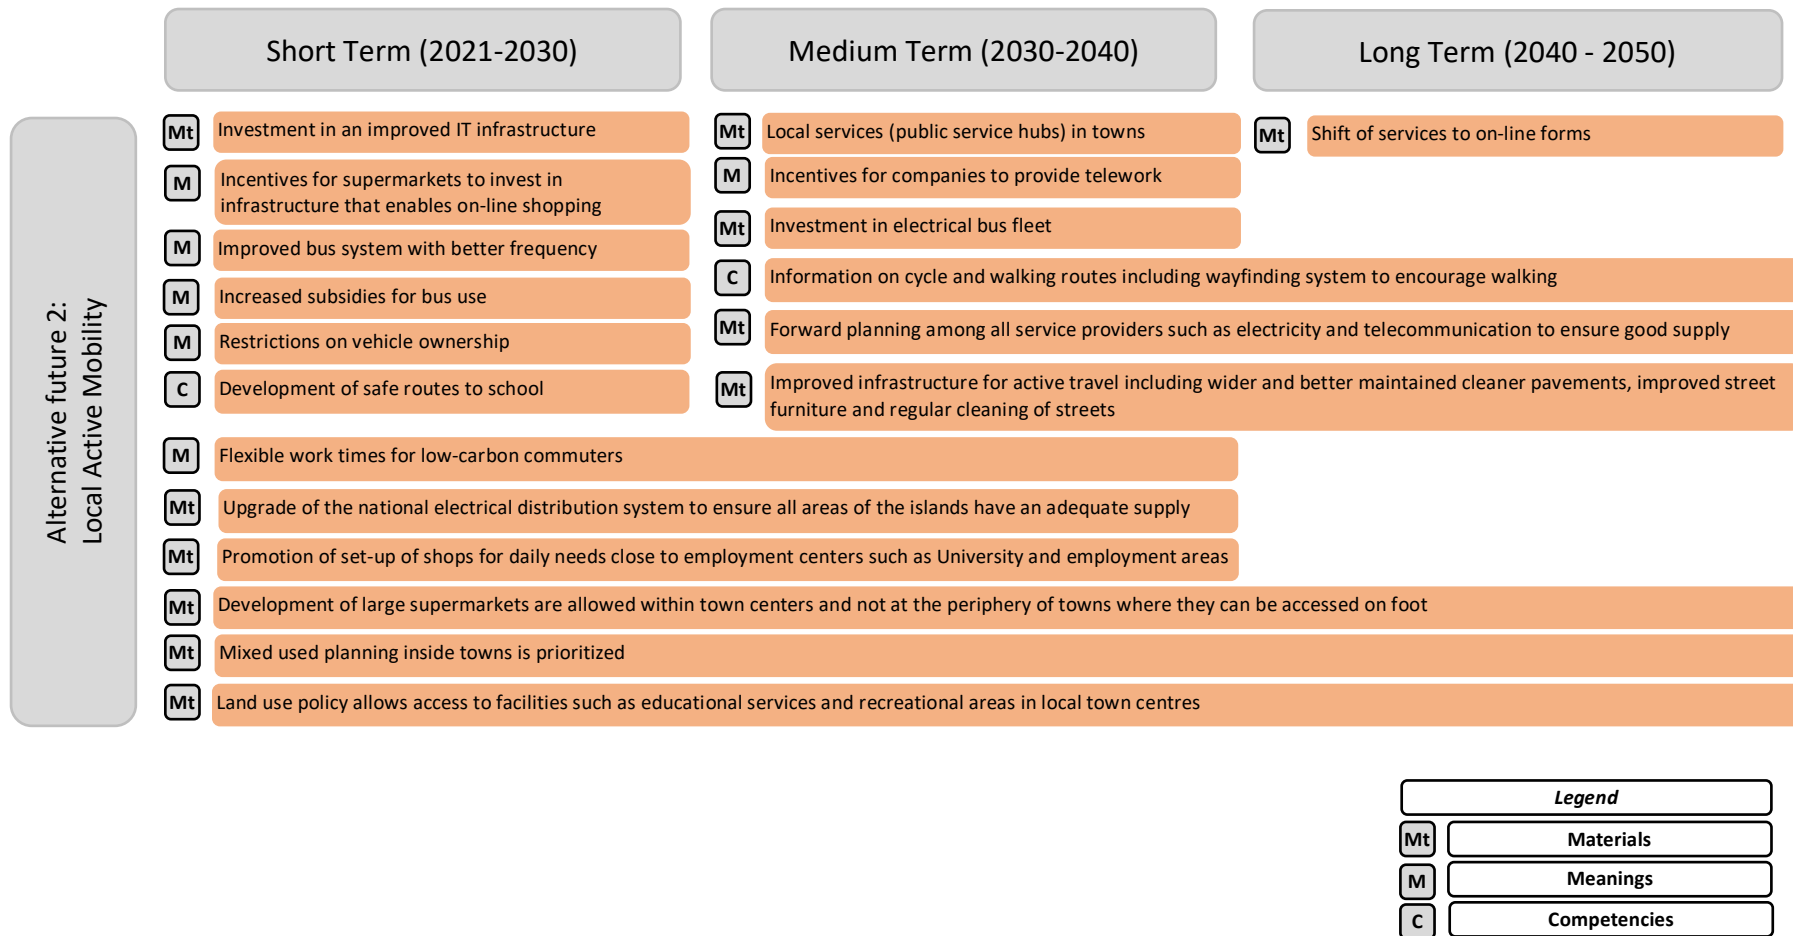 Short Term (2021-2030)
Medium Term (2030-2040)
Long Term (2040 - 2050)
Alternative future 2:
Local Active Mobility
Mt
Investment in an improved IT infrastructure
M
Incentives for supermarkets to invest in
infrastructure that enables on-line shopping
M
Improved bus system with better frequency
M
Increased subsidies for bus use
M
Restrictions on vehicle ownership
C
Development of safe routes to school
Mt
Local services (public service hubs) in towns
M
Incentives for companies to provide telework
Mt
Investment in electrical bus fleet
C
Information on cycle and walking routes including wayfinding system to encourage walking
Mt
Forward planning among all service providers such as electricity and telecommunication to ensure good supply
Mt
Improved infrastructure for active travel including wider and better maintained cleaner pavements, improved street
furniture and regular cleaning of streets
Mt
Shift of services to on-line forms
M
Flexible work times for low-carbon commuters
Mt
Upgrade of the national electrical distribution system to ensure all areas of the islands have an adequate supply
Mt
Promotion of set-up of shops for daily needs close to employment centers such as University and employment areas
Mt
Development of large supermarkets are allowed within town centers and not at the periphery of towns where they can be accessed on foot
Mt
Mixed used planning inside towns is prioritized
Mt
Land use policy allows access to facilities such as educational services and recreational areas in local town centres
Legend
Mt
Materials
M
Meanings
C
Competencies